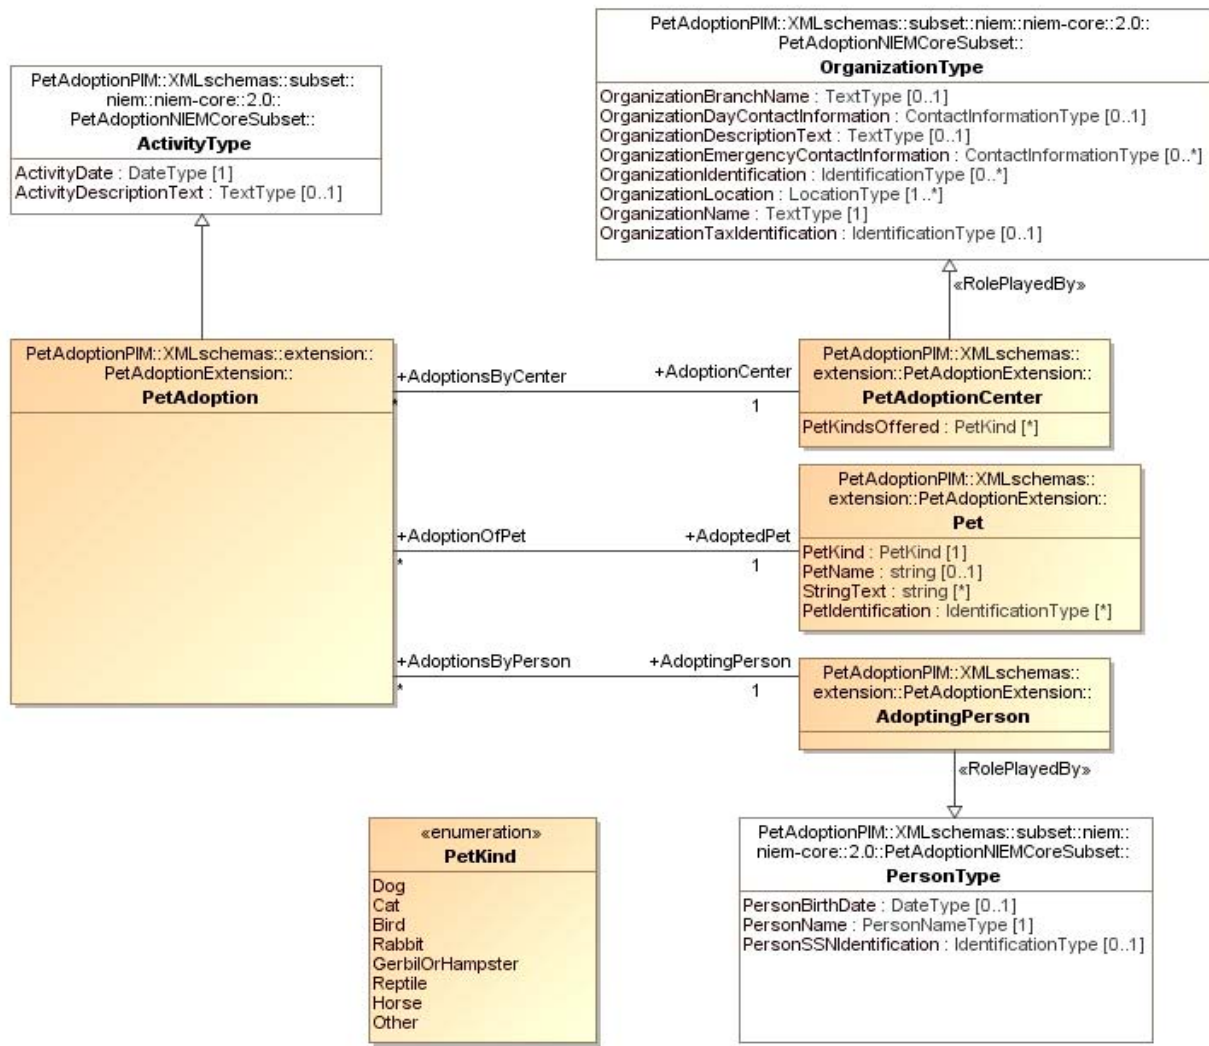 PetAdoptionPIM::XMLschemas::subset::
niem::niem-core::2.0::
PetAdoptionNIEMCoreSubset::
ActivityType
ActivityDate : DateType [1]
ActivityDescriptionText : TextType [0..1]
PetAdoptionPIM::XMLschemas::subset::niem::niem-core::2.0::
PetAdoptionNIEMCoreSubset::
OrganizationType
OrganizationBranchName : TextType [0..1]
OrganizationDayContactInformation : ContactInformationType [0..1]
OrganizationDescriptionText : TextType [0..1]
OrganizationEmergencyContactInformation : ContactInformationType [0..*]
OrganizationIdentification : IdentificationType [0..*]
OrganizationLocation : LocationType [1..*]
OrganizationName : TextType [1]
OrganizationTaxIdentification : IdentificationType [0..1]
«RolePlayedBy»
PetAdoptionPIM::XMLschemas::extension::
PetAdoptionExtension::
PetAdoption
+AdoptionsByCenter
*
+AdoptionCenter
1
PetAdoptionPIM::XMLschemas::
extension::PetAdoptionExtension::
PetAdoptionCenter
PetKindsOffered : PetKind [*]
+AdoptionOfPet
*
+AdoptedPet
1
PetAdoptionPIM::XMLschemas::
extension::PetAdoptionExtension::
Pet
PetKind : PetKind [1]
PetName : string [0..1]
StringText : string [*]
PetIdentification : IdentificationType [*]
+AdoptionsByPerson
*
+AdoptingPerson
1
PetAdoptionPIM::XMLschemas::
extension::PetAdoptionExtension::
AdoptingPerson
«RolePlayedBy»
«enumeration»
PetKind
Dog
Cat
Bird
Rabbit
GerbilOrHampster
Reptile
Horse
Other
PetAdoptionPIM::XMLschemas::subset::niem::
niem-core::2.0::PetAdoptionNIEMCoreSubset::
PersonType
PersonBirthDate : DateType [0..1]
PersonName : PersonNameType [1]
PersonSSNIdentification : IdentificationType [0..1]